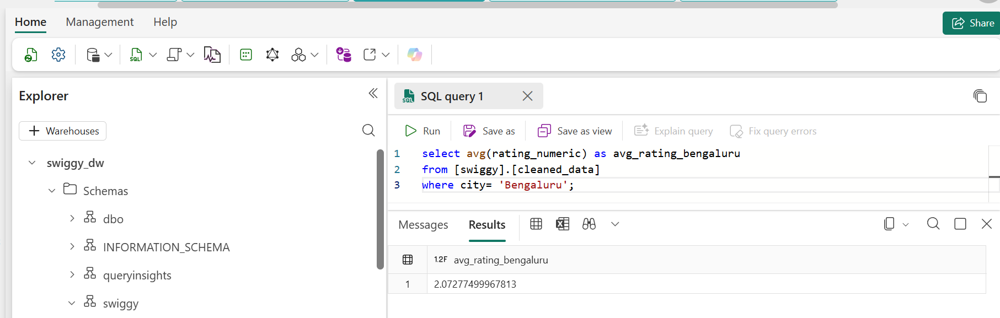 Home Management Help
Share
Explorer
SQL query 1
Warehouses
Run Save as Save as view Explain query Fix query errors
1 select avg(rating_numeric) as avg_rating_bengaluru
2 from [swiggy].[cleaned_data]
3 where city= 'Bengaluru';
swiggy_dw
Schemas
dbo
INFORMATION_SCHEMA
queryinsights
swiggy
Messages Results
1.2F avg_rating_bengaluru
1 2.07277499967813